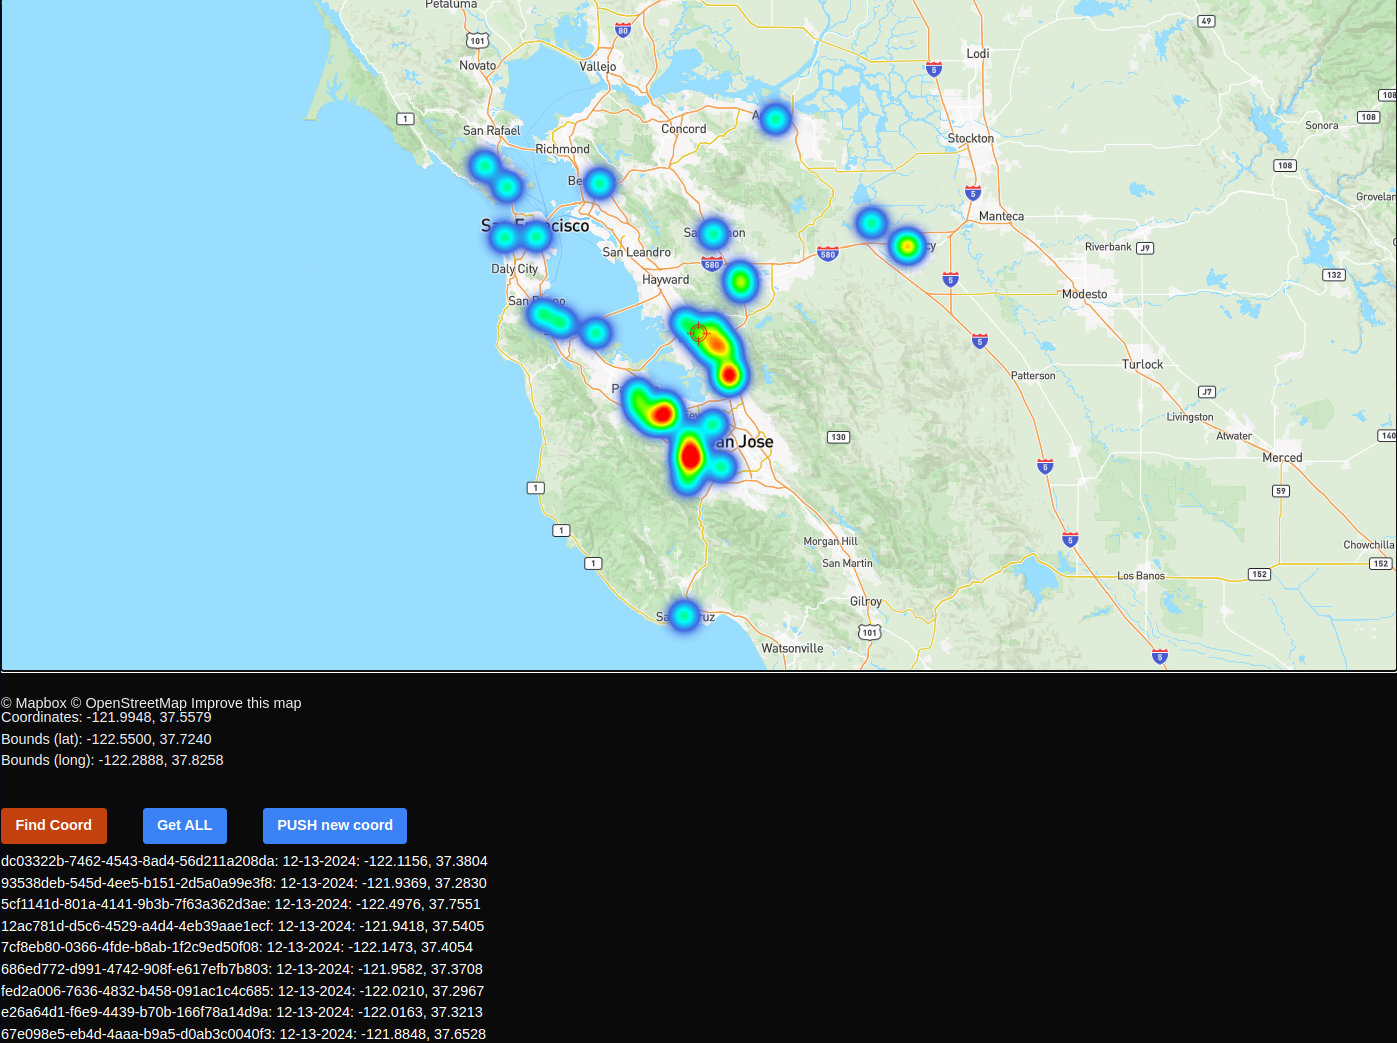 Petaluma
49
101
80
Lodi
Novato
Vallejo
5
108
1
108
Sonora
San Rafael
Concord
A
Stockton
Richmond
108
Be
5
Grovelan
San Francisco
Sa on
Manteca
San Leandro
580
cy
Riverbank J9
Daly City
580
Hayward
5
132
San Bruno
Modesto
5
Turlock
Patterson
Pa
J7
Livingston
Atwater
140
130
an Jose
Merced
5
1
59
1
5
Morgan Hill
Chowchilla
1
San Martin
152
152
Los Banos
Gilroy
Sa uz
101
Watsonville
5
© Mapbox © OpenStreetMap Improve this map
Coordinates: -121.9948, 37.5579
Bounds (lat): -122.5500, 37.7240
Bounds (long): -122.2888, 37.8258
Find Coord Get ALL PUSH new coord
dc03322b-7462-4543-8ad4-56d211a208da: 12-13-2024: -122.1156, 37.3804
93538deb-545d-4ee5-b151-2d5a0a99e3f8: 12-13-2024: -121.9369, 37.2830
5cf1141d-801a-4141-9b3b-7f63a362d3ae: 12-13-2024: -122.4976, 37.7551
12ac781d-d5c6-4529-a4d4-4eb39aae1ecf: 12-13-2024: -121.9418, 37.5405
7cf8eb80-0366-4fde-b8ab-1f2c9ed50f08: 12-13-2024: -122.1473, 37.4054
686ed772-d991-4742-908f-e617efb7b803: 12-13-2024: -121.9582, 37.3708
fed2a006-7636-4832-b458-091ac1c4c685: 12-13-2024: -122.0210, 37.2967
e26a64d1-f6e9-4439-b70b-166f78a14d9a: 12-13-2024: -122.0163, 37.3213
67e098e5-eb4d-4aaa-b9a5-d0ab3c0040f3: 12-13-2024: -121.8848, 37.6528